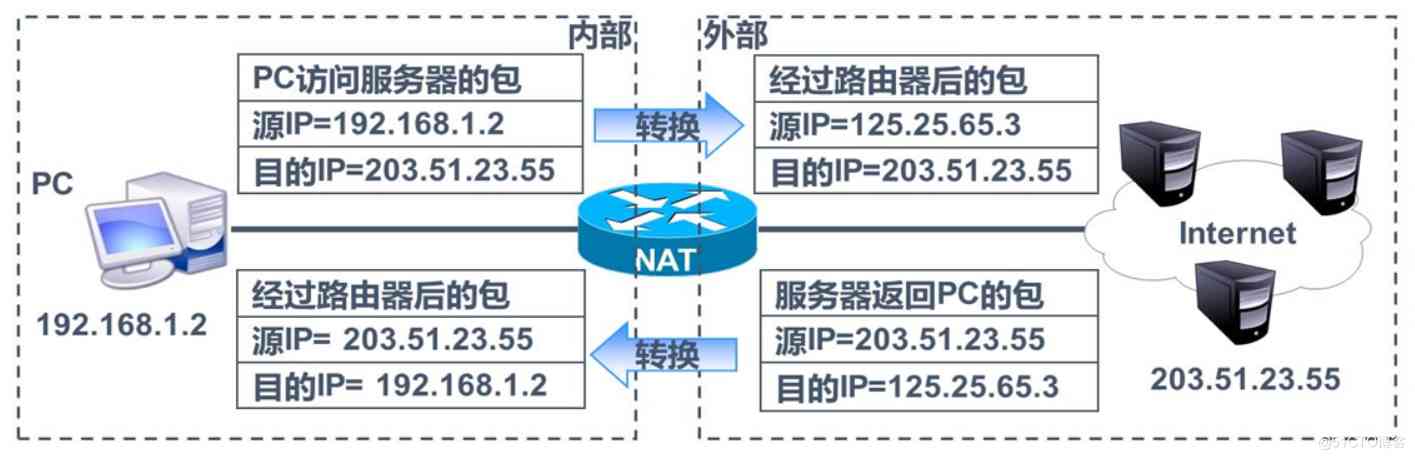 内部
外部
PC访问服务器的包
源IP=192.168.1.2
目的IP=203.51.23.55
转换
经过路由器后的包
源IP=125.25.65.3
目的IP=203.51.23.55
PC
192.168.1.2
NAT
Internet
203.51.23.55
经过路由器后的包
源IP= 203.51.23.55
目的IP= 192.168.1.2
转换
服务器返回PC的包
源IP=203.51.23.55
目的IP=125.25.65.3
@51CTO博客